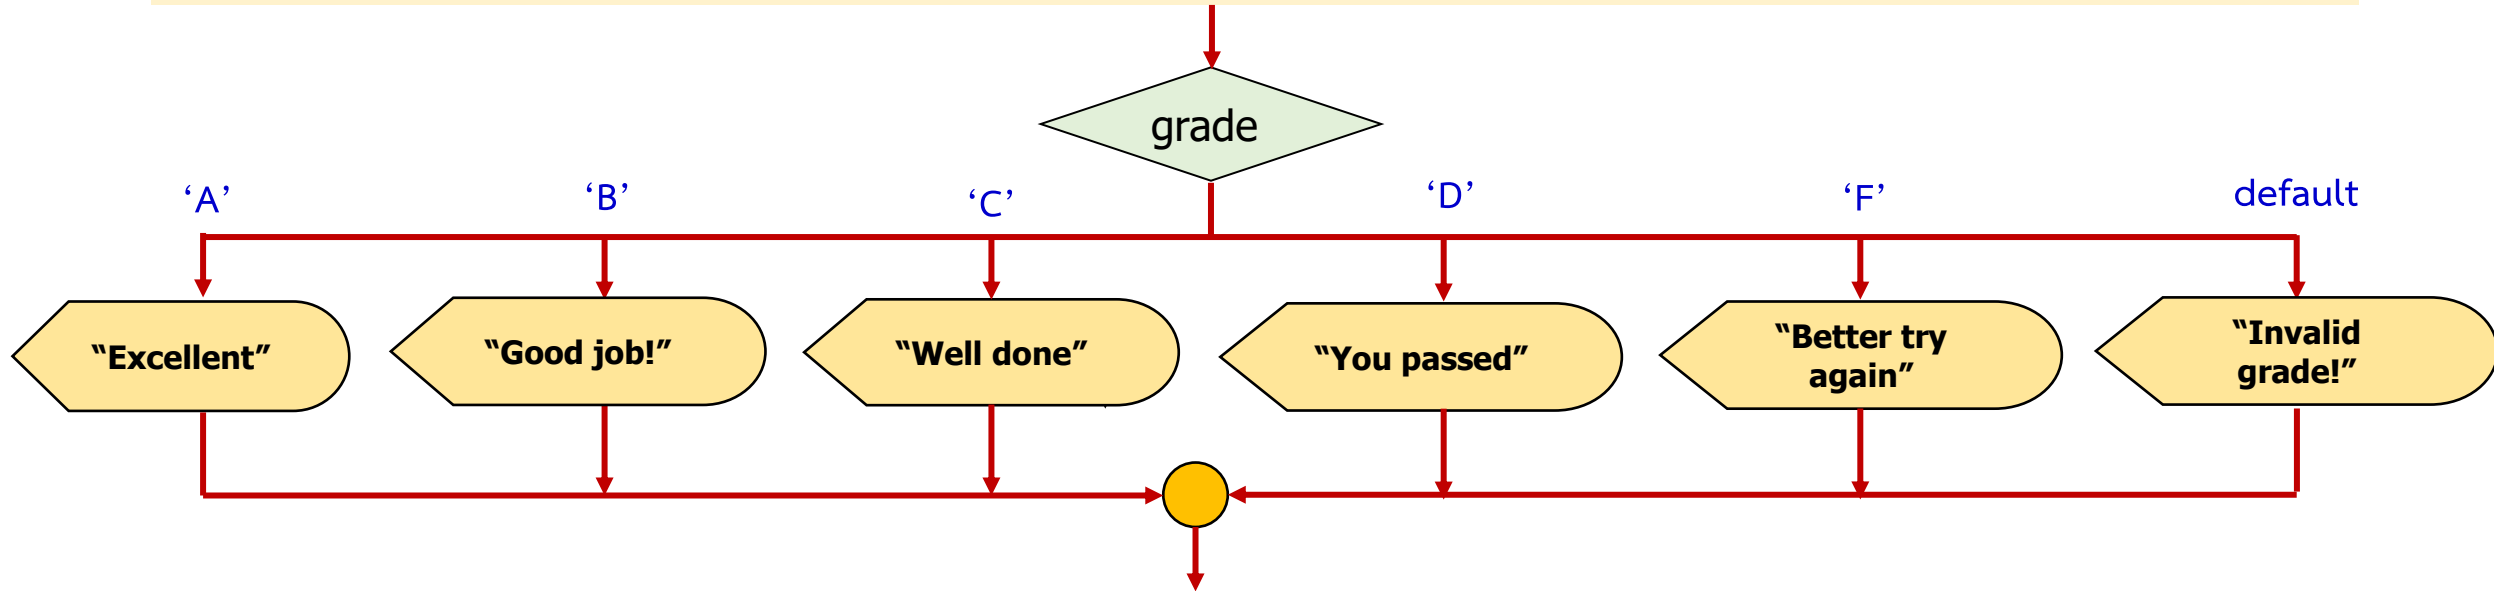 grade
‘A’
‘B’
‘C’
‘D’
‘F’
default
“Excellent”
“Good job!”
“Well done”
“You passed”
“Better try
again”
“Invalid
grade!”